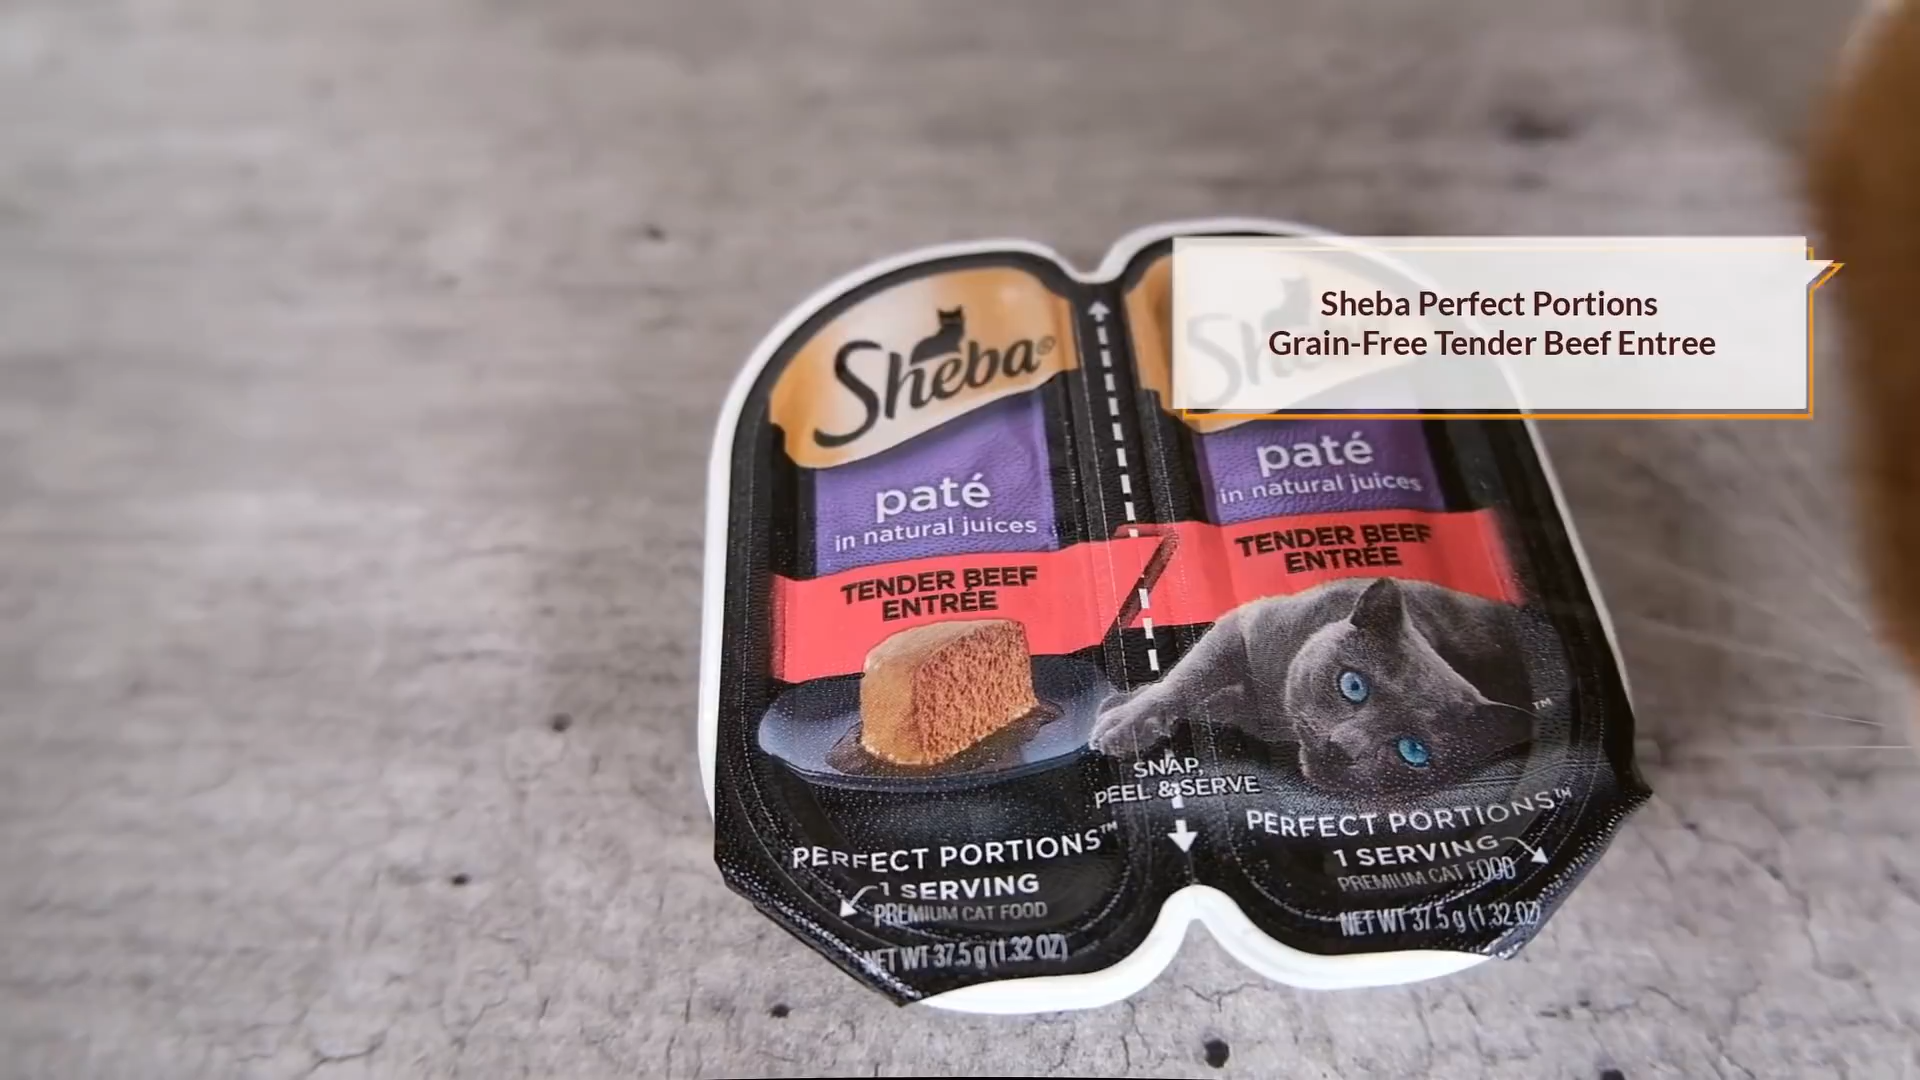 Sheba Perfect Portions
Grain-Free Tender Beef Entree
Sheba®
paté
in natural juices
TENDER BEEF
ENTRÉE
PERFECT PORTIONS™
1 SERVING
PREMIUM CAT FOOD
NET WT 37.5 g (1.32 OZ)
SNAP,
PEEL & SERVE
paté
in natural juices
TENDER BEEF
ENTRÉE
™
PERFECT PORTIONS™
1 SERVING
PREMIUM CAT FOOD
NET WT 37.5 g (1.32 OZ)